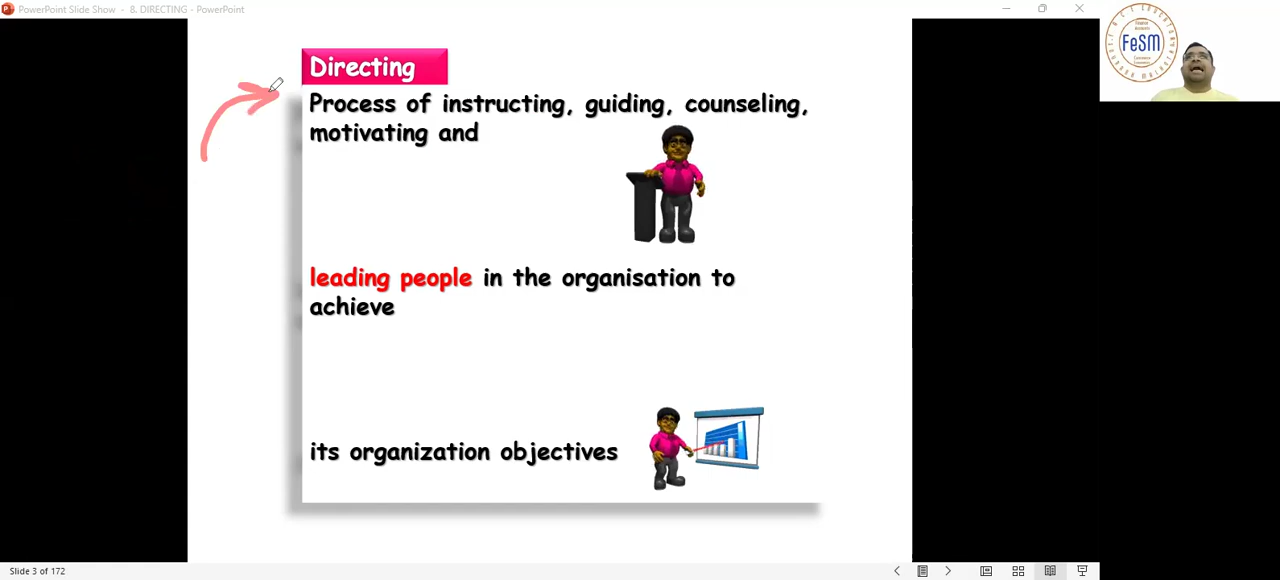 PowerPoint Slide Show - 8. DIRECTING - PowerPoint
FeSM
Directing
Process of instructing, guiding, counseling,
motivating and
leading people in the organisation to
achieve
its organization objectives
Slide 3 of 172